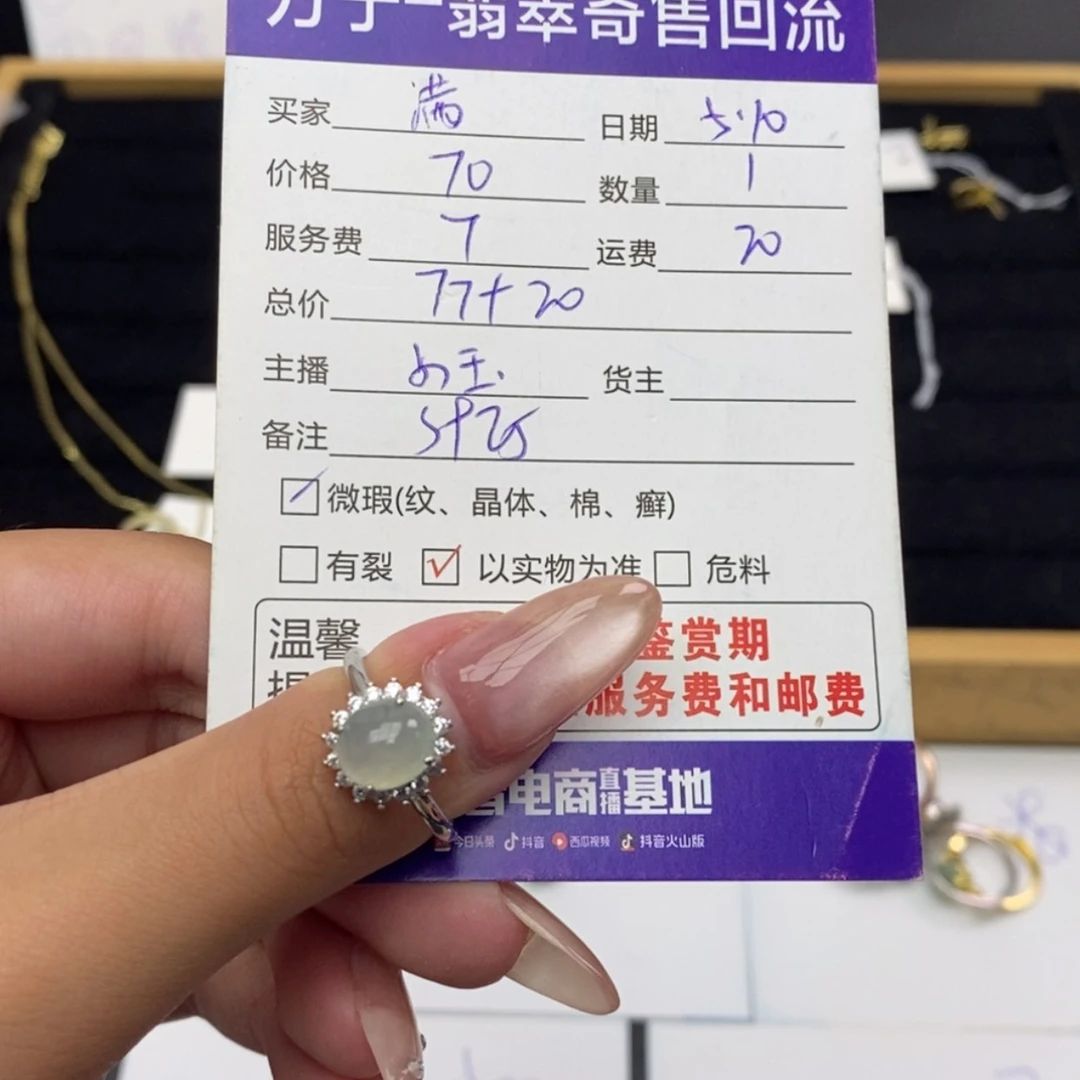 翡翠寄售回流
买家 满 日期 5.10
价格 70 数量 1
服务费 7 运费 20
总价 77+20
主播 货主
备注
微瑕(纹、晶体、棉、癣)
有裂 以实物为准 危料
温馨 鉴赏期
服务费和邮费
电商直播基地
今日头条 抖音 西瓜视频 抖音火山版